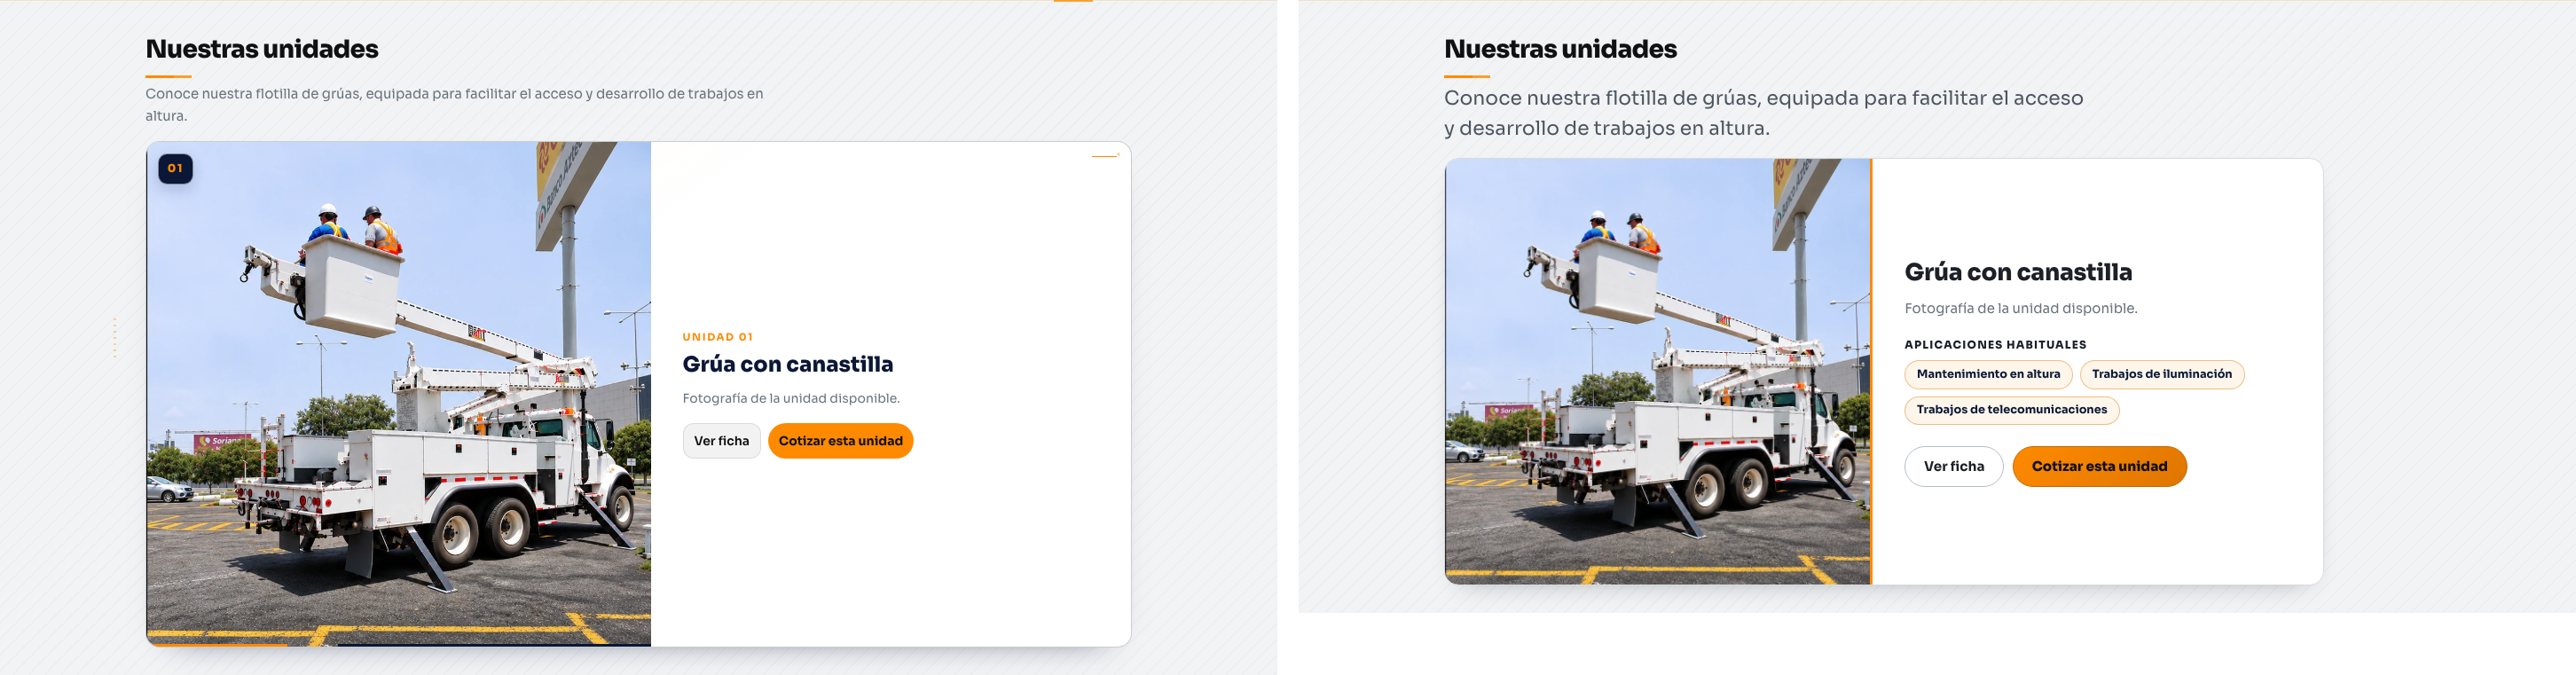 Nuestras unidades
Conoce nuestra flotilla de grúas, equipada para facilitar el acceso y desarrollo de trabajos en
altura.
01
Banco Azteca
Soriana
UNIDAD 01
Grúa con canastilla
Fotografía de la unidad disponible.
Ver ficha
Cotizar esta unidad
Nuestras unidades
Conoce nuestra flotilla de grúas, equipada para facilitar el acceso
y desarrollo de trabajos en altura.
Grúa con canastilla
Fotografía de la unidad disponible.
APLICACIONES HABITUALES
Mantenimiento en altura
Trabajos de iluminación
Trabajos de telecomunicaciones
Ver ficha
Cotizar esta unidad